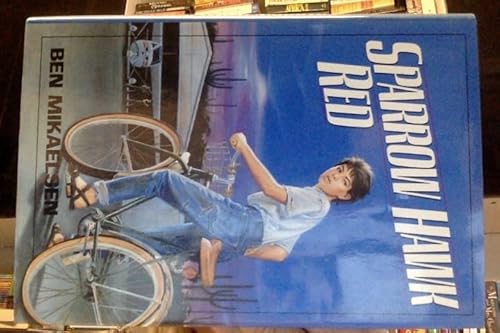 SPARROW HAWK
RED
BEN MIKAELSEN